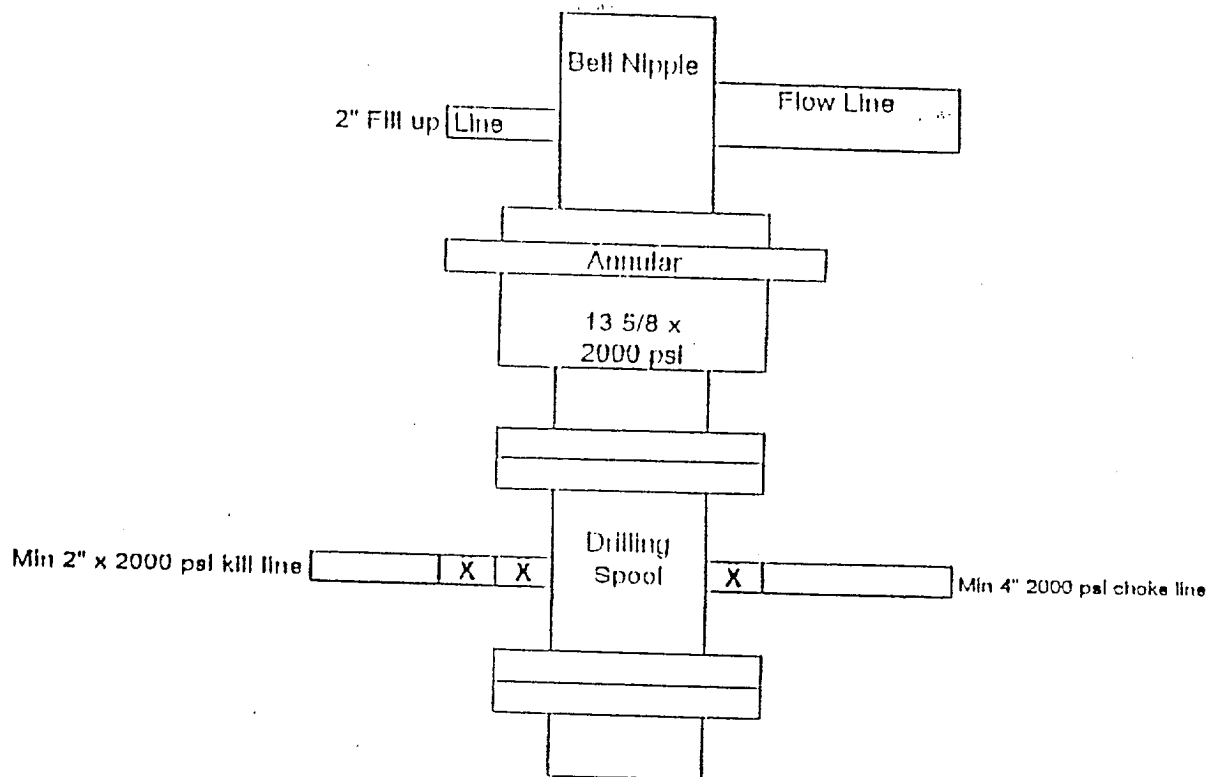 Bell Nipple
Flow Line
2" Fill up Line
Annular
13 5/8 x
2000 psi
Drilling
Spool
Min 2" x 2000 psi kill line
X X
X
Min 4" 2000 psi choke line